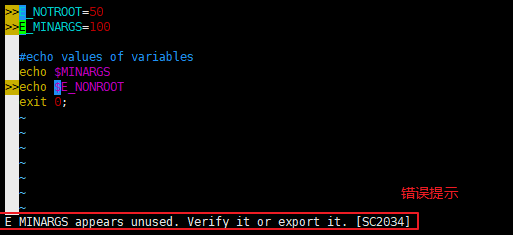 >>E_NOTROOT=50
>>E_MINARGS=100
#echo values of variables
echo $MINARGS
>>echo $E_NONROOT
exit 0;
~
~
~
~
~
~
~
错误提示
E MINARGS appears unused. Verify it or export it. [SC2034]